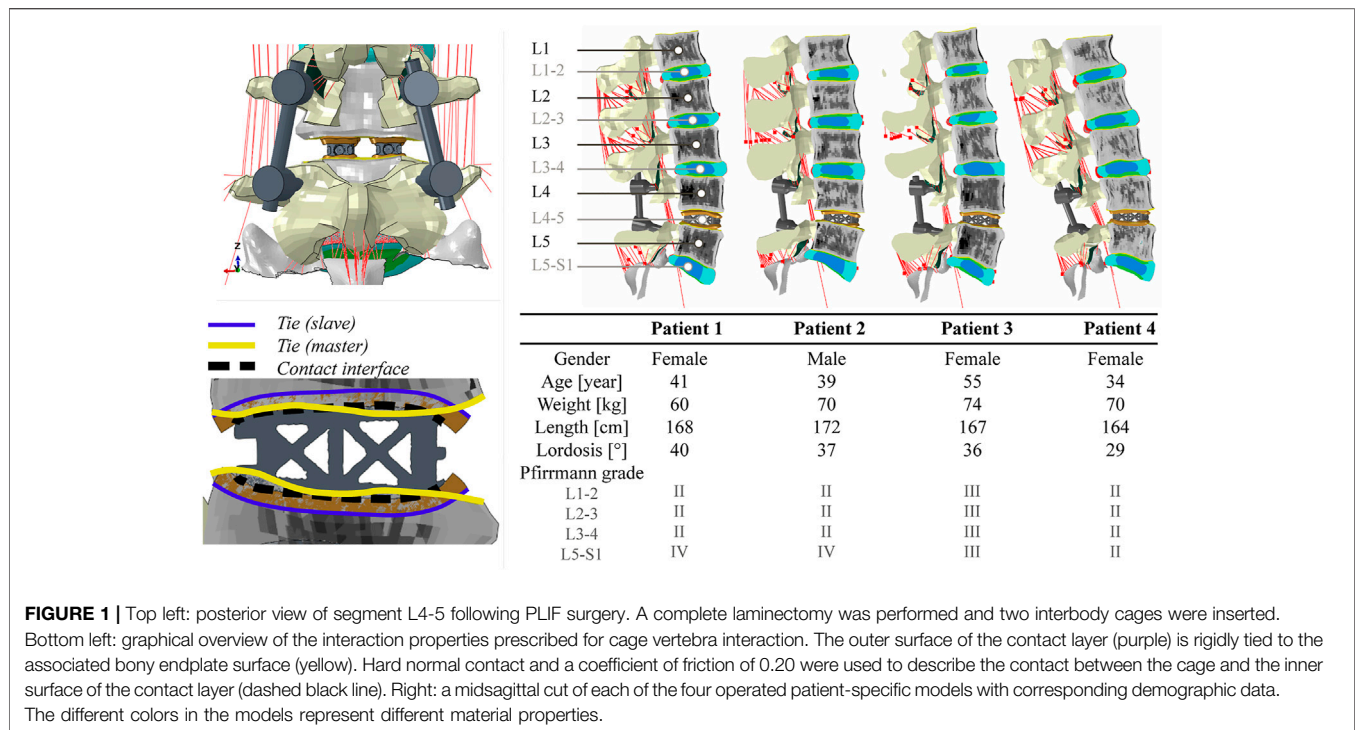 L1
L1-2
L2
L2-3
L3
L3-4
L4
L4-5
L5
L5-S1
Z
Tie (slave)
Tie (master)
Contact interface
Patient 1 Patient 2 Patient 3 Patient 4
Gender Female Male Female Female
Age [year] 41 39 55 34
Weight [kg] 60 70 74 70
Length [cm] 168 172 167 164
Lordosis [°] 40 37 36 29
Pfirrmann grade
L1-2 II II III II
L2-3 II II III II
L3-4 II II III II
L5-S1 IV IV III II
FIGURE 1 | Top left: posterior view of segment L4-5 following PLIF surgery. A complete laminectomy was performed and two interbody cages were inserted.
Bottom left: graphical overview of the interaction properties prescribed for cage vertebra interaction. The outer surface of the contact layer (purple) is rigidly tied to the
associated bony endplate surface (yellow). Hard normal contact and a coefficient of friction of 0.20 were used to describe the contact between the cage and the inner
surface of the contact layer (dashed black line). Right: a midsagittal cut of each of the four operated patient-specific models with corresponding demographic data.
The different colors in the models represent different material properties.